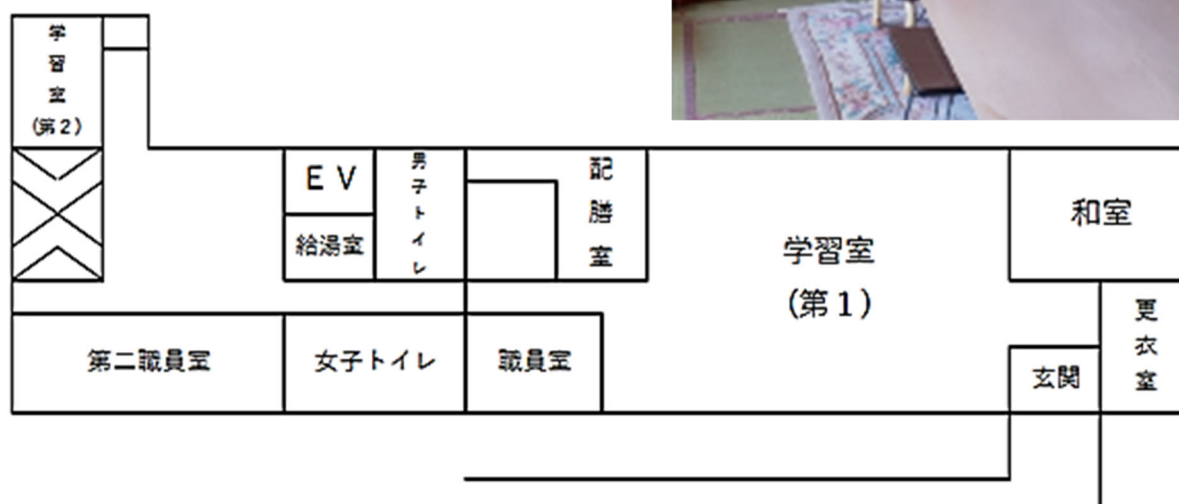 学習室
(第2)
EV
給湯室
男子トイレ
配膳室
学習室
(第1)
和室
更衣室
玄関
第二職員室
女子トイレ
職員室